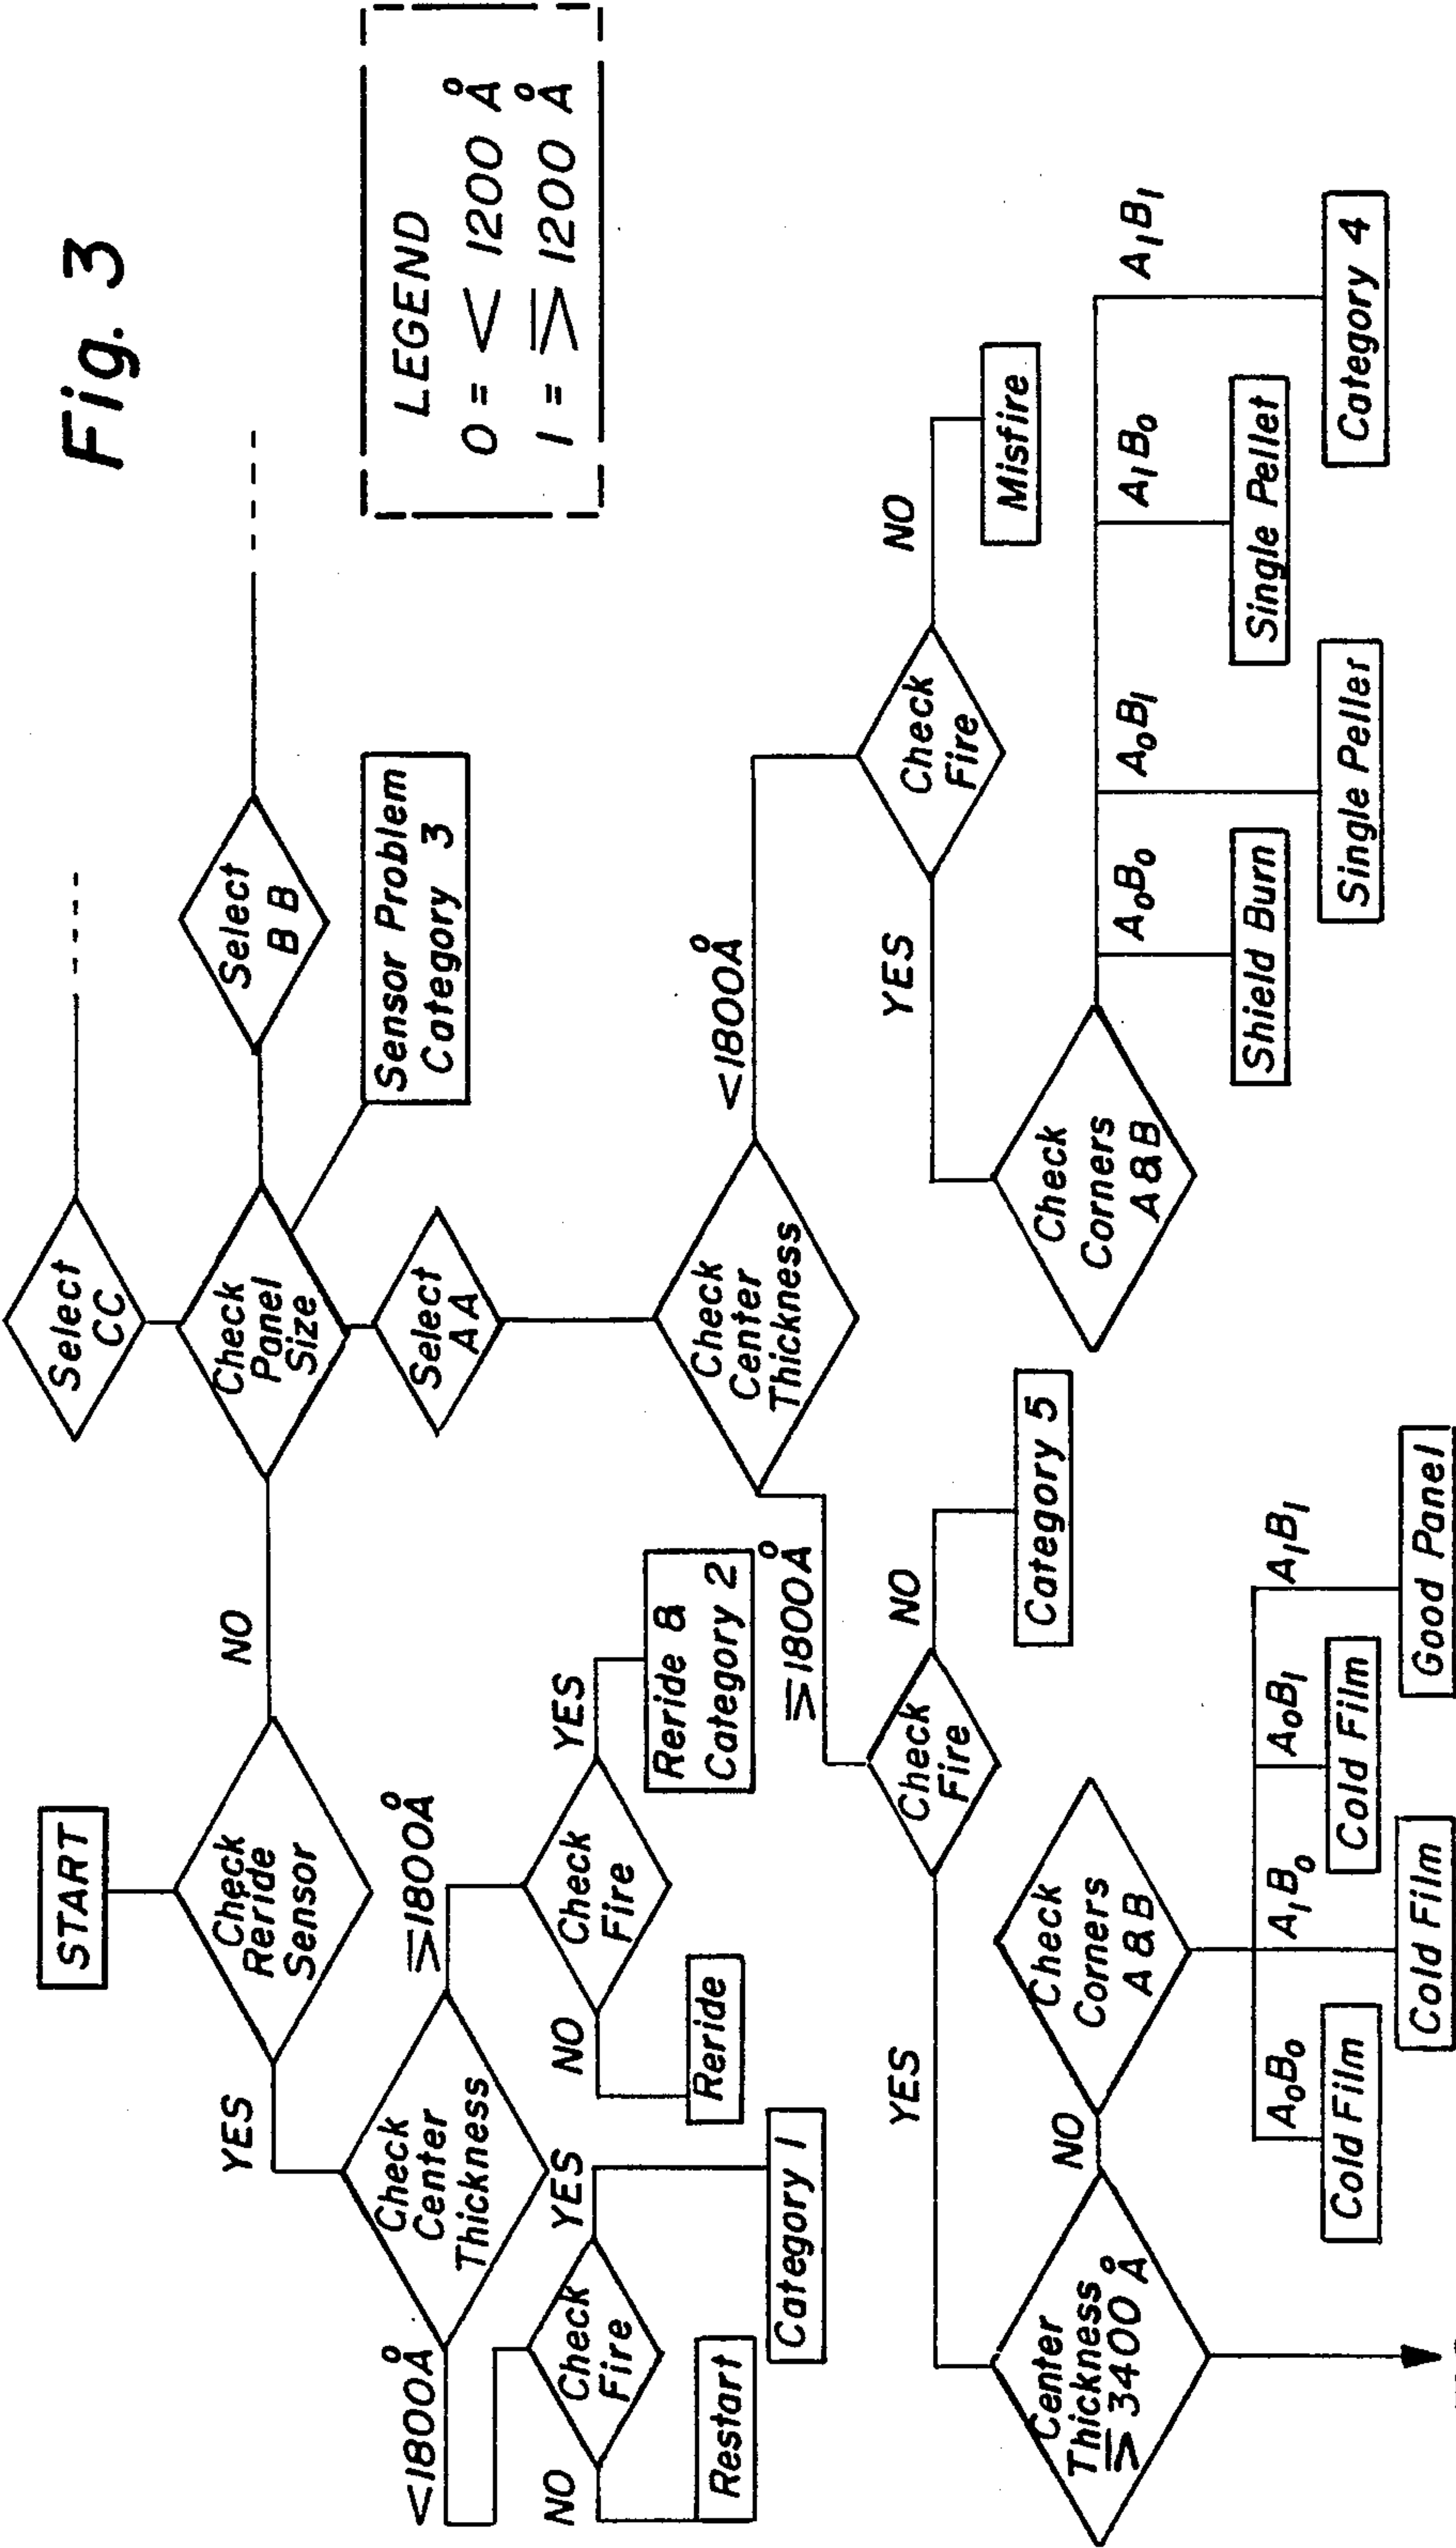 Fig. 3
LEGEND
0 = < 1200 Å
1 = ≥ 1200 Å
START
Check
Reride
Sensor
YES
NO
Check
Center
Thickness
<1800Å
≥1800Å
Check
Fire
NO
YES
Restart
Category 1
Check
Fire
NO
YES
Reride
Reride &
Category 2
Check
Panel
Size
Select
CC
Select
BB
Sensor Problem
Category 3
Select
AA
Check
Center
Thickness
≥1800Å
<1800Å
Check
Fire
YES
NO
Category 5
Center
Thickness
≥3400 Å
NO
Check
Corners
A&B
A₀B₀
A₁B₀
A₀B₁
A₁B₁
Cold Film
Cold Film
Cold Film
Good Panel
Check
Fire
YES
NO
Misfire
Check
Corners
A&B
A₀B₀
A₀B₁
A₁B₀
A₁B₁
Shield Burn
Single Peller
Single Pellet
Category 4